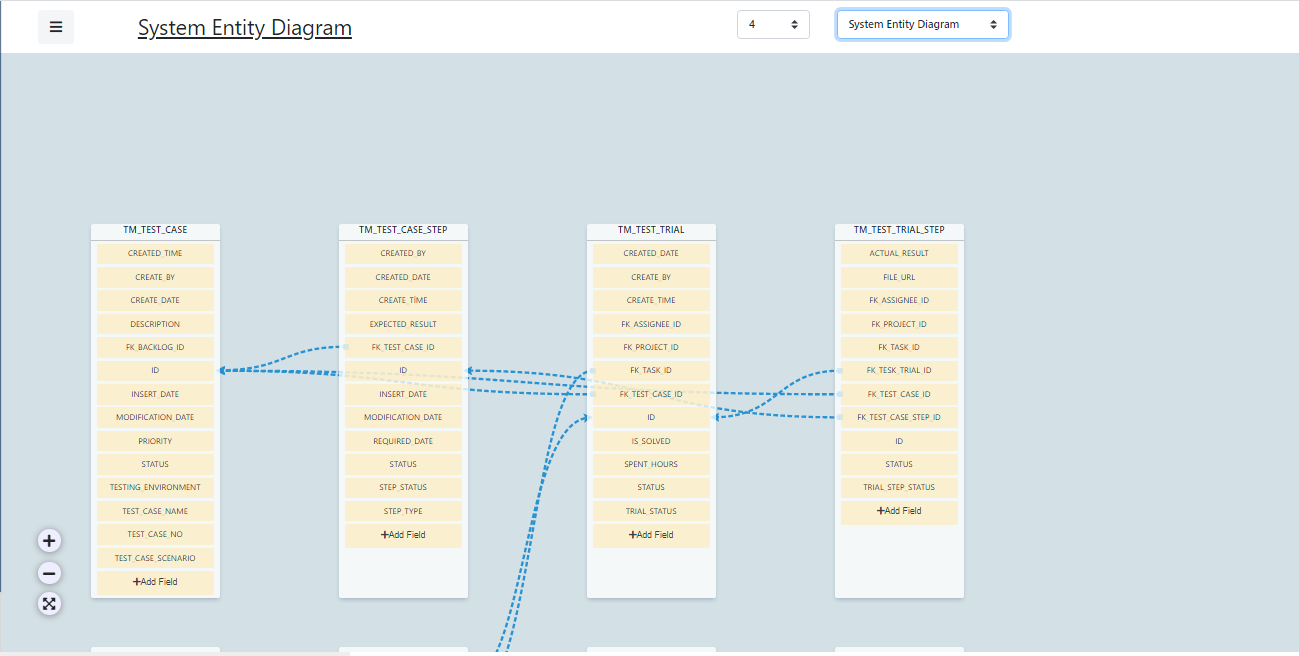 System Entity Diagram
4
System Entity Diagram
TM_TEST_CASE
CREATED_TIME
CREATE_BY
CREATE_DATE
DESCRIPTION
FK_BACKLOG_ID
ID
INSERT_DATE
MODIFICATION_DATE
PRIORITY
STATUS
TESTING_ENVIRONMENT
TEST_CASE_NAME
TEST_CASE_NO
TEST_CASE_SCENARIO
+Add Field
TM_TEST_CASE_STEP
CREATED_BY
CREATED_DATE
CREATE_TİME
EXPECTED_RESULT
FK_TEST_CASE_ID
ID
INSERT_DATE
MODIFICATION_DATE
REQUIRED_DATE
STATUS
STEP_STATUS
STEP_TYPE
+Add Field
TM_TEST_TRIAL
CREATED_DATE
CREATE_BY
CREATE_TIME
FK_ASSIGNEE_ID
FK_PROJECT_ID
FK_TASK_ID
FK_TEST_CASE_ID
ID
IS_SOLVED
SPENT_HOURS
STATUS
TRIAL_STATUS
+Add Field
TM_TEST_TRIAL_STEP
ACTUAL_RESULT
FILE_URL
FK_ASSIGNEE_ID
FK_PROJECT_ID
FK_TASK_ID
FK_TESK_TRIAL_ID
FK_TEST_CASE_ID
FK_TEST_CASE_STEP_ID
ID
STATUS
TRIAL_STEP_STATUS
+Add Field